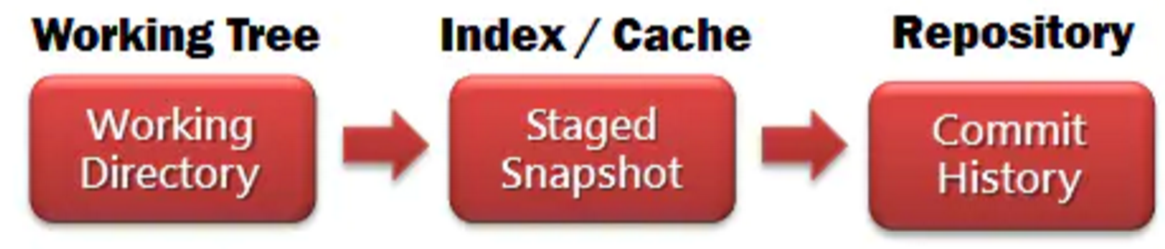 Working Tree
Index / Cache
Repository
Working
Directory
Staged
Snapshot
Commit
History